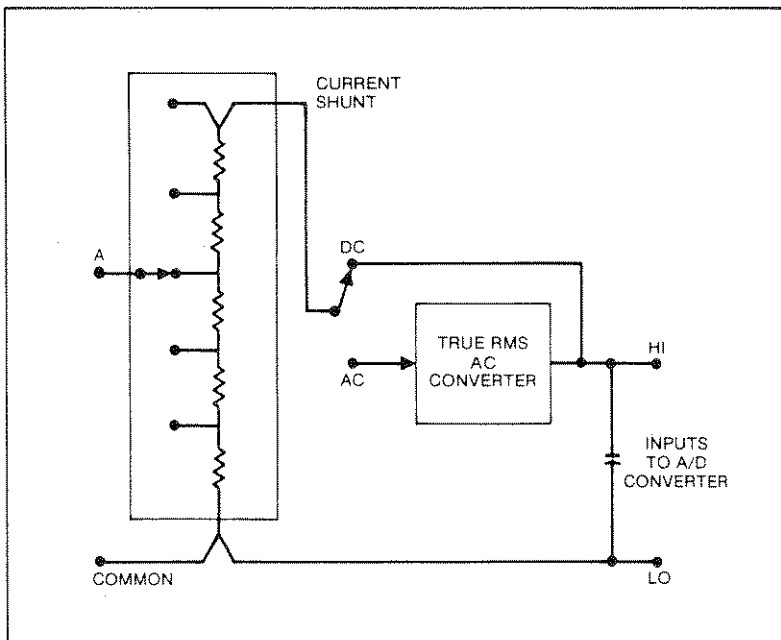 CURRENT
SHUNT
A
DC
TRUE RMS
AC
CONVERTER
AC
HI
INPUTS
TO A/D
CONVERTER
COMMON
LO